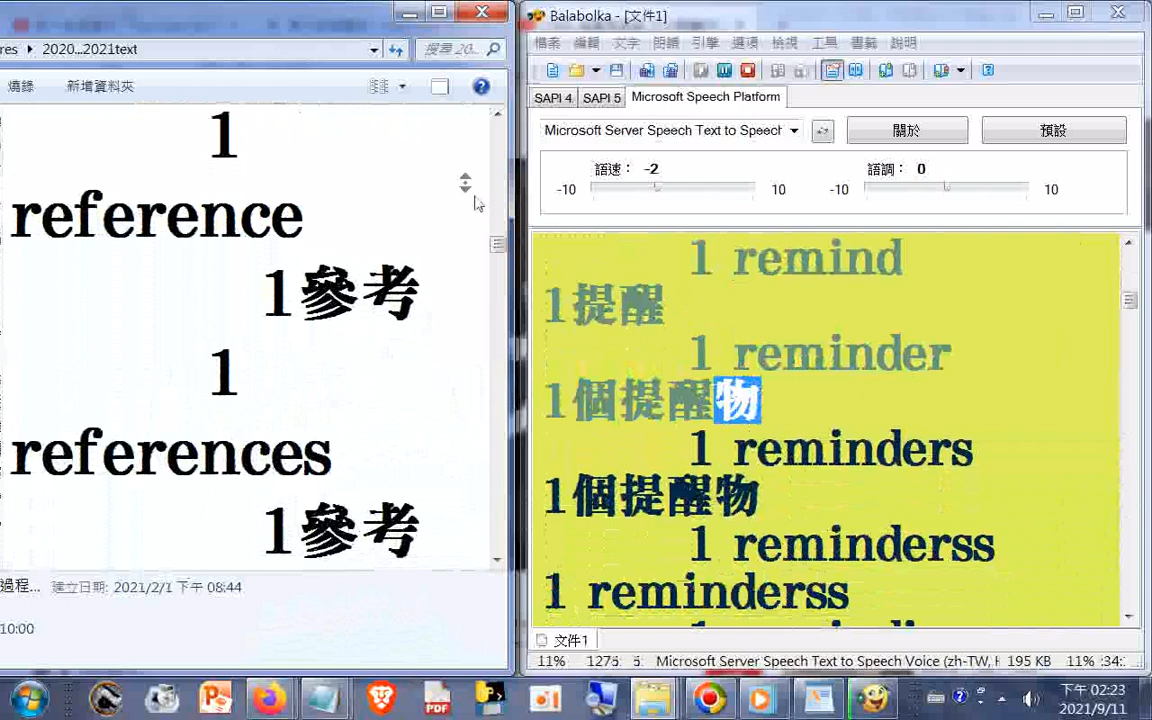 res ▸ 2020...2021text
搜尋 20...
燒錄 新增資料夾
1
reference
1參考
1
references
1參考
建立日期: 2021/2/1 下午 08:44
10:00
Balabolka - [文件1]
檔案 編輯 文字 朗讀 引擎 選項 檢視 工具 書籤 說明
SAPI 4 SAPI 5 Microsoft Speech Platform
Microsoft Server Speech Text to Speech
關於 預設
語速： -2 語調： 0
-10 10 -10 10
1 remind
1提醒
1 reminder
1個提醒物
1 reminders
1個提醒物
1 reminderss
1 reminderss
文件1
11% Microsoft Server Speech Text to Speech Voice (zh-TW, 195 KB 11%
下午 02:23
2021/9/11